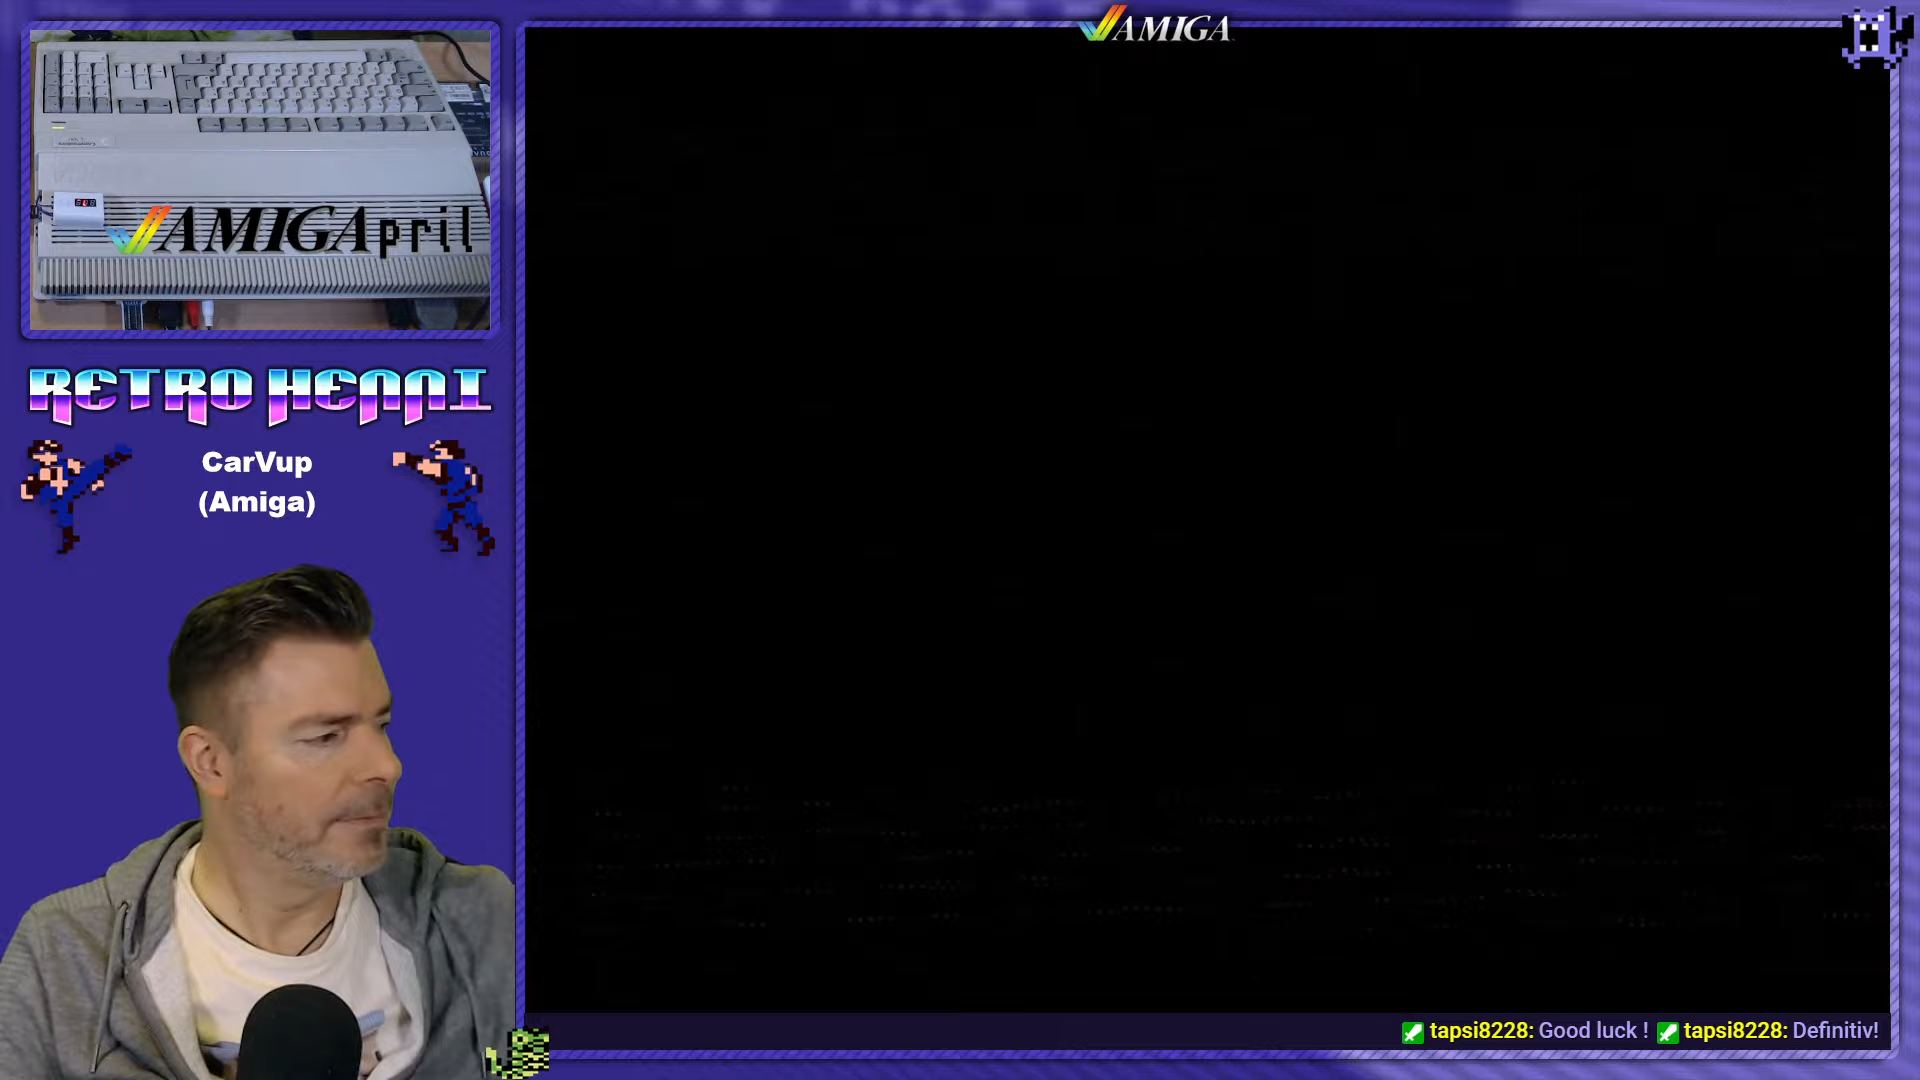 AMIGA
AMIGApril
RETRO HENNI
CarVup
(Amiga)
tapsi8228: Good luck ! tapsi8228: Definitiv!